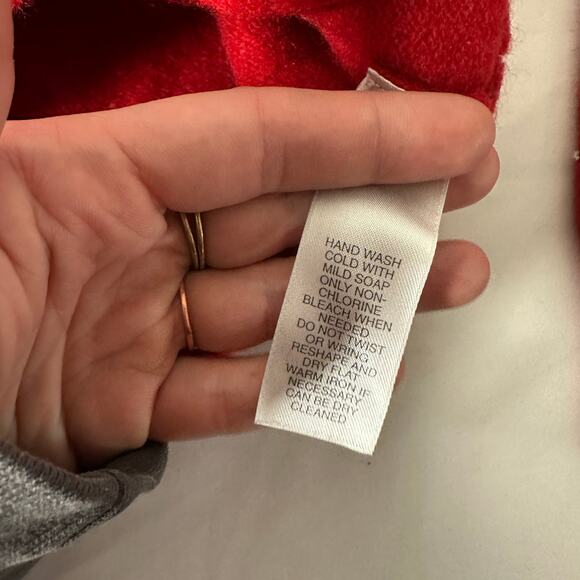 HAND WASH
COLD WITH
MILD SOAP
ONLY NON-
CHLORINE
BLEACH WHEN
NEEDED
DO NOT TWIST
OR WRING
RESHAPE AND
DRY FLAT
WARM IRON IF
NECESSARY
CAN BE DRY
CLEANED